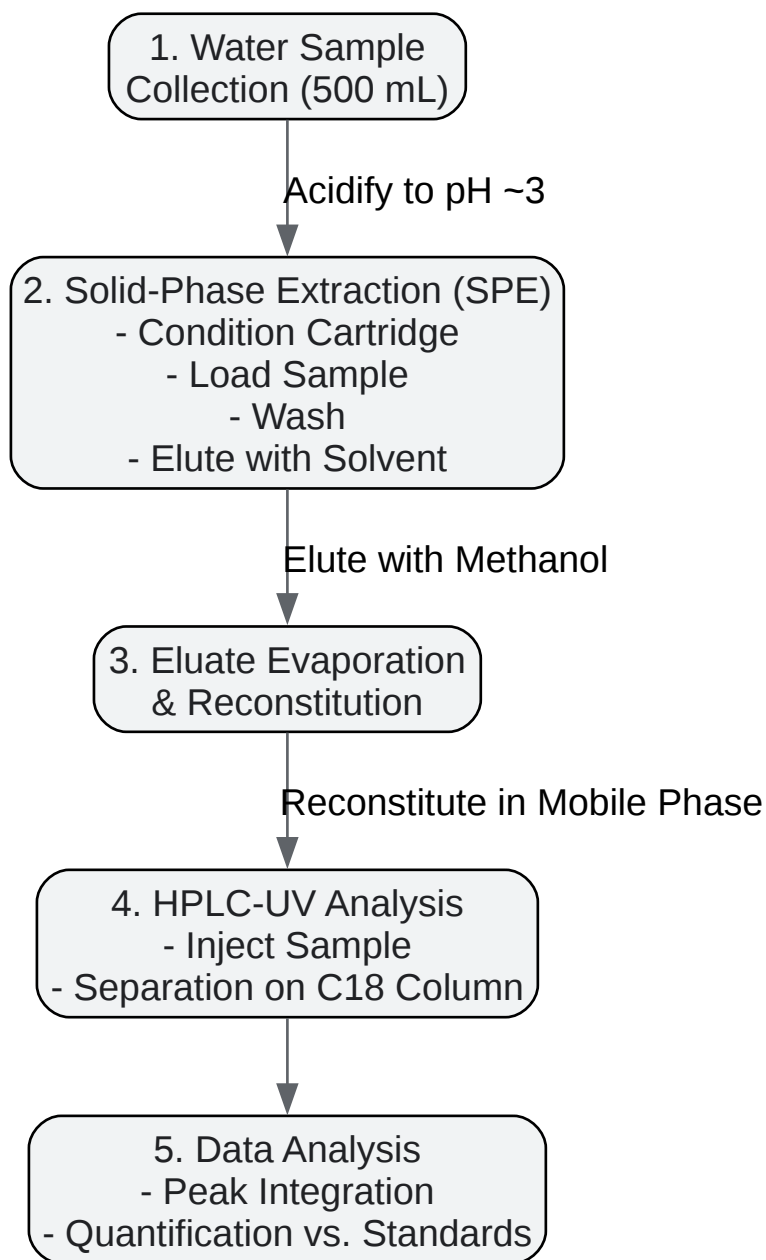 1. Water Sample
Collection (500 mL)
Acidify to pH ~3
2. Solid-Phase Extraction (SPE)
- Condition Cartridge
- Load Sample
- Wash
- Elute with Solvent
Elute with Methanol
3. Eluate Evaporation
& Reconstitution
Reconstitute in Mobile Phase
4. HPLC-UV Analysis
- Inject Sample
- Separation on C18 Column
5. Data Analysis
- Peak Integration
- Quantification vs. Standards